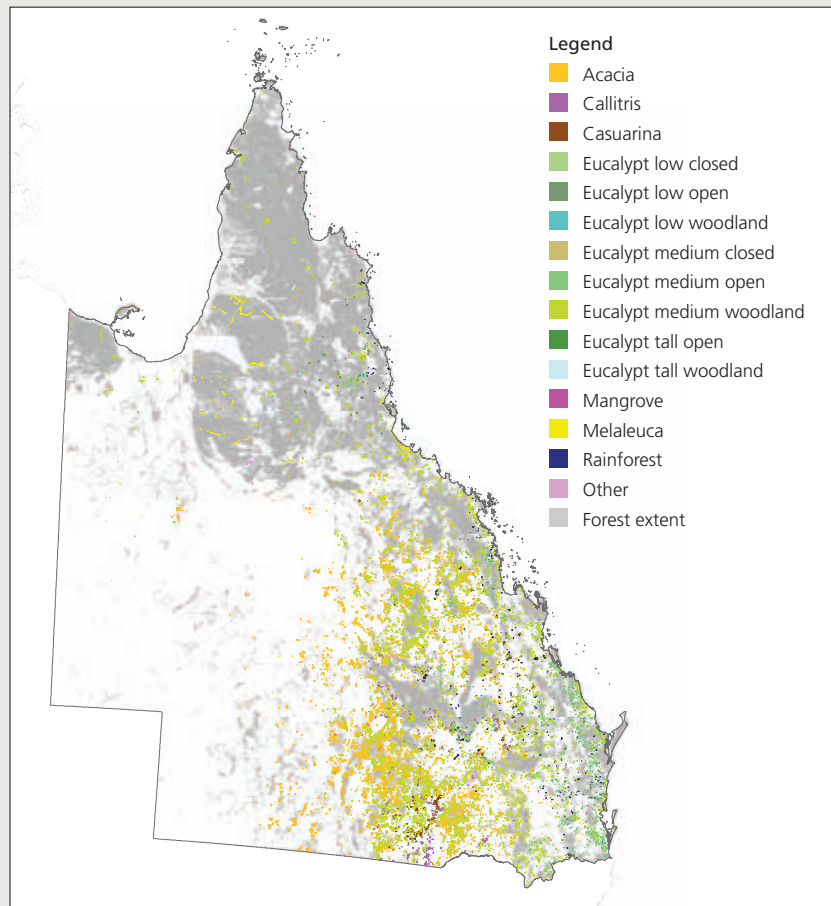 Legend
Acacia
Callitris
Casuarina
Eucalypt low closed
Eucalypt low open
Eucalypt low woodland
Eucalypt medium closed
Eucalypt medium open
Eucalypt medium woodland
Eucalypt tall open
Eucalypt tall woodland
Mangrove
Melaleuca
Rainforest
Other
Forest extent